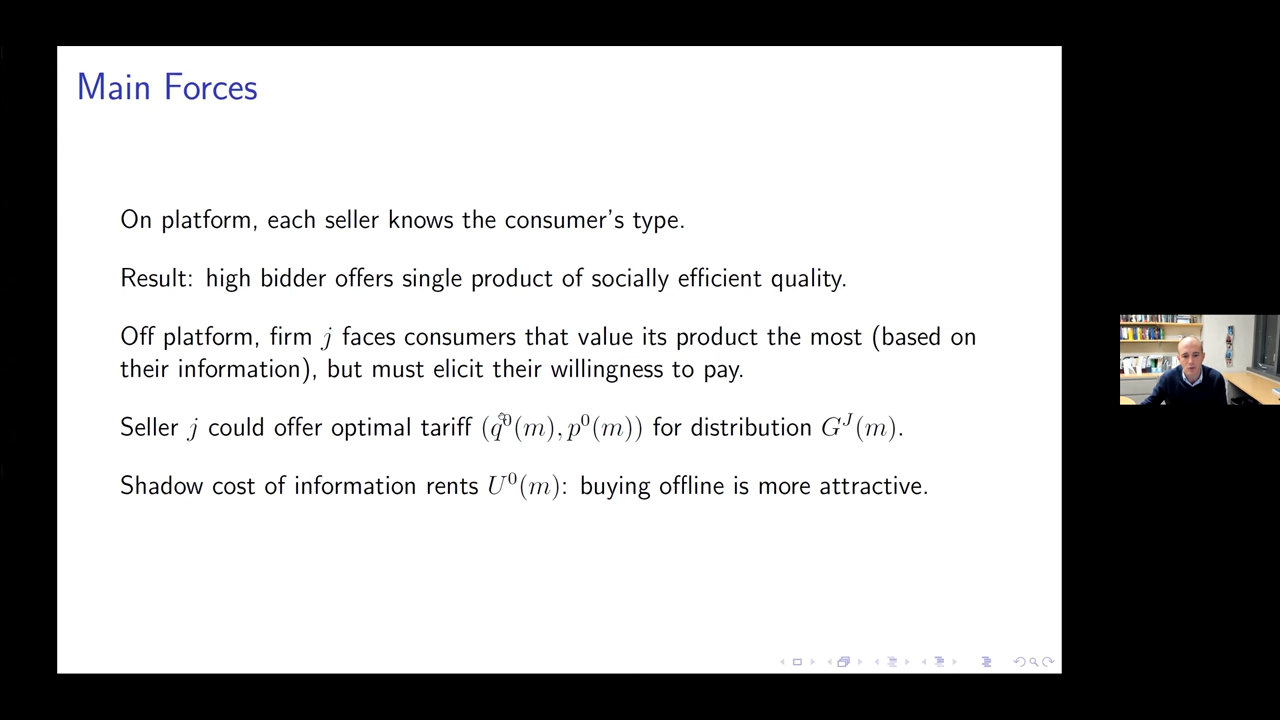 Main Forces
On platform, each seller knows the consumer's type.
Result: high bidder offers single product of socially efficient quality.
Off platform, firm j faces consumers that value its product the most (based on
their information), but must elicit their willingness to pay.
Seller j could offer optimal tariff (q⁰(m), p⁰(m)) for distribution Gᴶ(m).
Shadow cost of information rents U⁰(m): buying offline is more attractive.